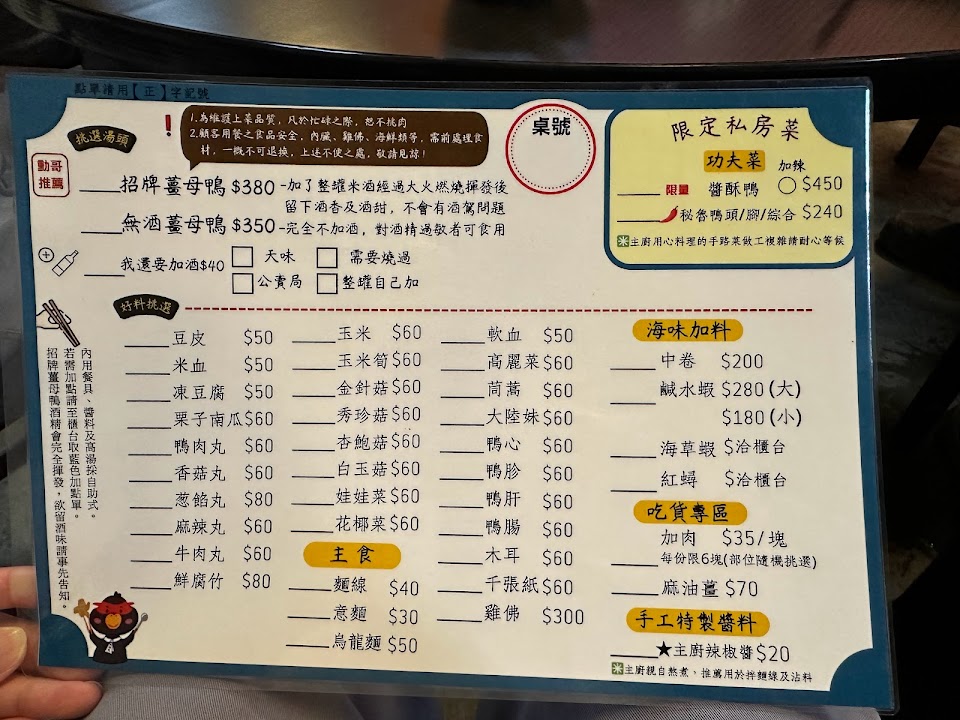 點單請用【正】字記號
挑選湯頭
!
1.為維護上菜品質，凡於忙碌之際，恕不挑肉
2.顧客用餐之食品安全，內臟、雞佛、海鮮類等，需前處理食
材，一概不可退換，上述不便之處，敬請見諒！
桌號
動哥
推薦
招牌薑母鴨 $380 -加了整罐米酒經過大火燃燒揮發後
留下酒香及酒甜，不會有酒駕問題
無酒薑母鴨 $350 -完全不加酒，對酒精過敏者可食用
我還要加酒$40 □ 天味 □ 需要燒過
□ 公賣局 □ 整罐自己加
限定私房菜
功夫菜 加辣
限量 醬酥鴨 ○ $450
秘魯鴨頭/腳/綜合 $240
※主廚用心料理的手路菜做工複雜請耐心等候
好料挑選
豆皮 $50
米血 $50
凍豆腐 $50
栗子南瓜 $60
鴨肉丸 $60
香菇丸 $60
蔥餡丸 $80
麻辣丸 $60
牛肉丸 $60
鮮腐竹 $80
玉米 $60
玉米筍 $60
金針菇 $60
秀珍菇 $60
杏鮑菇 $60
白玉菇 $60
娃娃菜 $60
花椰菜 $60
主食
麵線 $40
意麵 $30
烏龍麵 $50
軟血 $50
高麗菜 $60
茼蒿 $60
大陸妹 $60
鴨心 $60
鴨胗 $60
鴨肝 $60
鴨腸 $60
木耳 $60
千張紙 $60
雞佛 $300
海味加料
中卷 $200
鹹水蝦 $280 (大)
$180 (小)
海草蝦 $洽櫃台
紅蟳 $洽櫃台
吃貨專區
加肉 $35/塊
每份限6塊(部位隨機挑選)
麻油薑 $70
手工特製醬料
★主廚辣椒醬 $20
※主廚親自熬煮、推薦用於拌麵線及沾料
內用餐具、醬料及高湯採自助式。
若需加點請至櫃台取藍色加點單。
招牌薑母鴨酒精會完全揮發，欲留酒味請事先告知。